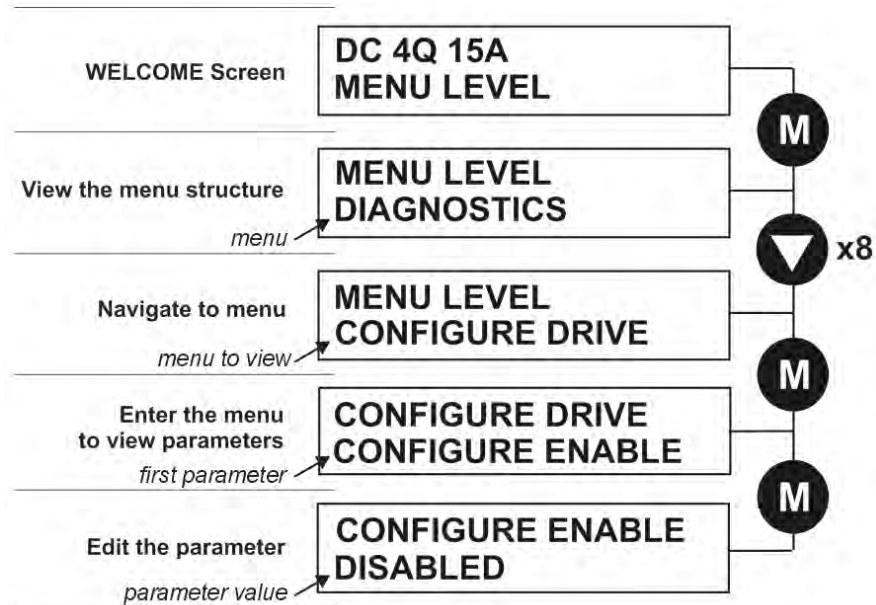 WELCOME Screen
DC 4Q 15A
MENU LEVEL
M
View the menu structure
menu
MENU LEVEL
DIAGNOSTICS
x8
Navigate to menu
menu to view
MENU LEVEL
CONFIGURE DRIVE
M
Enter the menu
to view parameters
first parameter
CONFIGURE DRIVE
CONFIGURE ENABLE
M
Edit the parameter
parameter value
CONFIGURE ENABLE
DISABLED